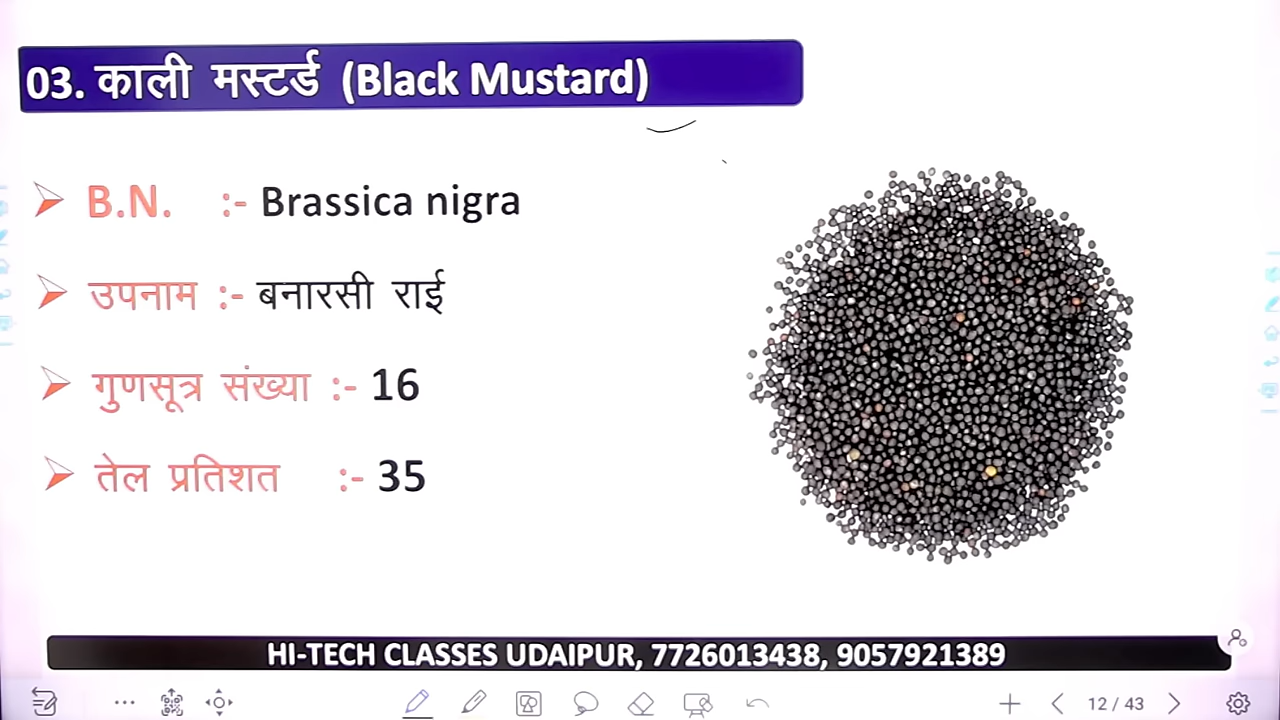 03. काली मस्टर्ड (Black Mustard)
B.N. :- Brassica nigra
उपनाम :- बनारसी राई
गुणसूत्र संख्या :- 16
तेल प्रतिशत :- 35
HI-TECH CLASSES UDAIPUR, 7726013438, 9057921389
12 / 43